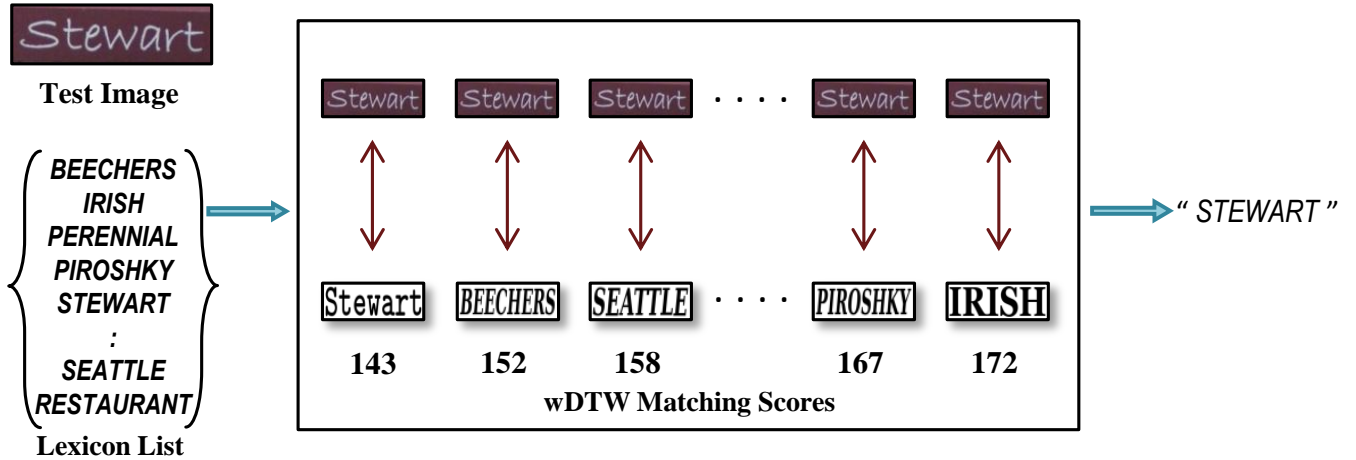 Stewart
Test Image
BEECHERS
IRISH
PERENNIAL
PIROSHKY
STEWART
:
SEATTLE
RESTAURANT
Lexicon List
Stewart Stewart Stewart . . . . Stewart Stewart
Stewart BEECHERS SEATTLE . . . . PIROSHKY IRISH
143 152 158 167 172
wDTW Matching Scores
“ STEWART ”